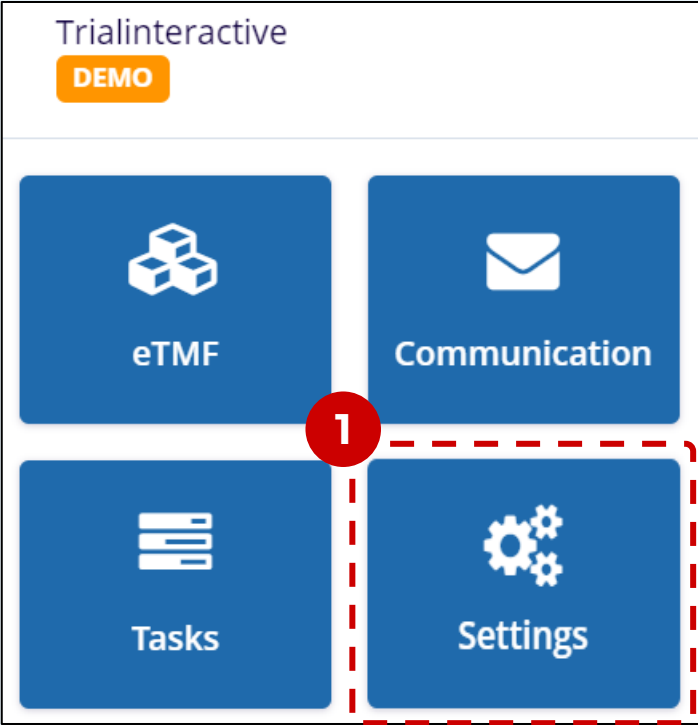 Trialinteractive
DEMO
eTMF
Communication
1
Tasks
Settings